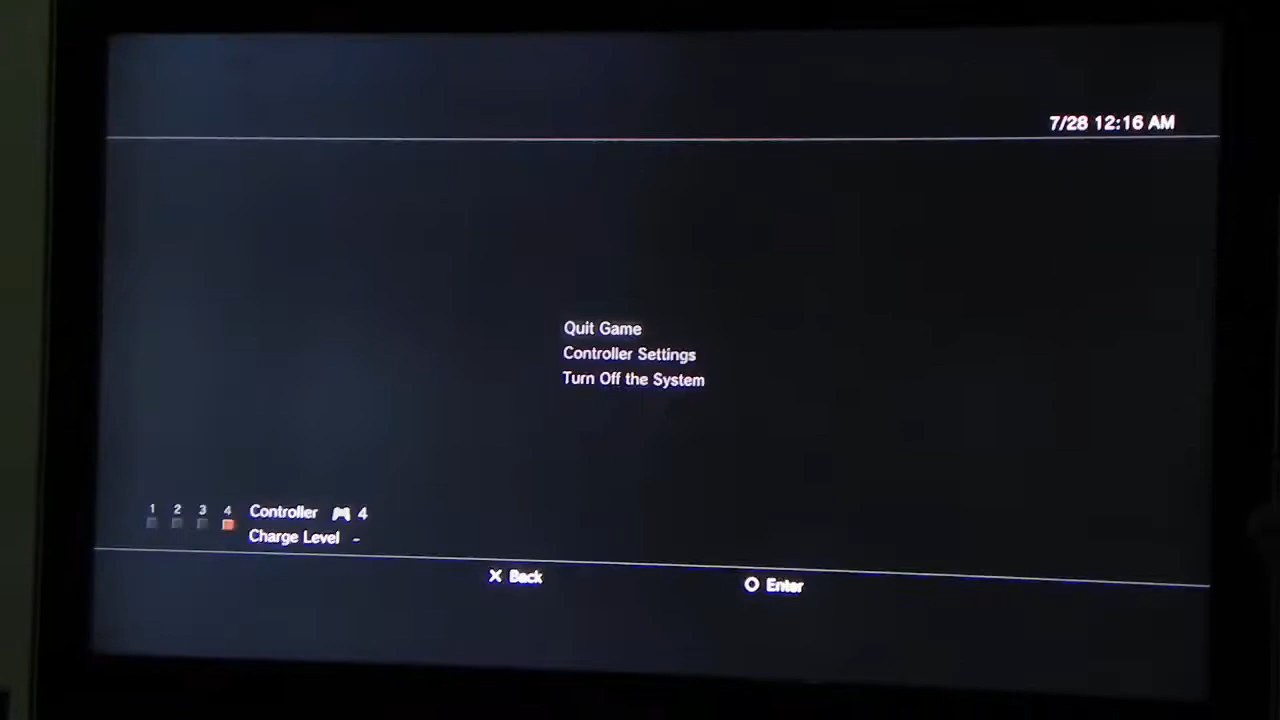 7/28 12:16 AM
Quit Game
Controller Settings
Turn Off the System
1 2 3 4
Controller 4
Charge Level -
X Back
O Enter